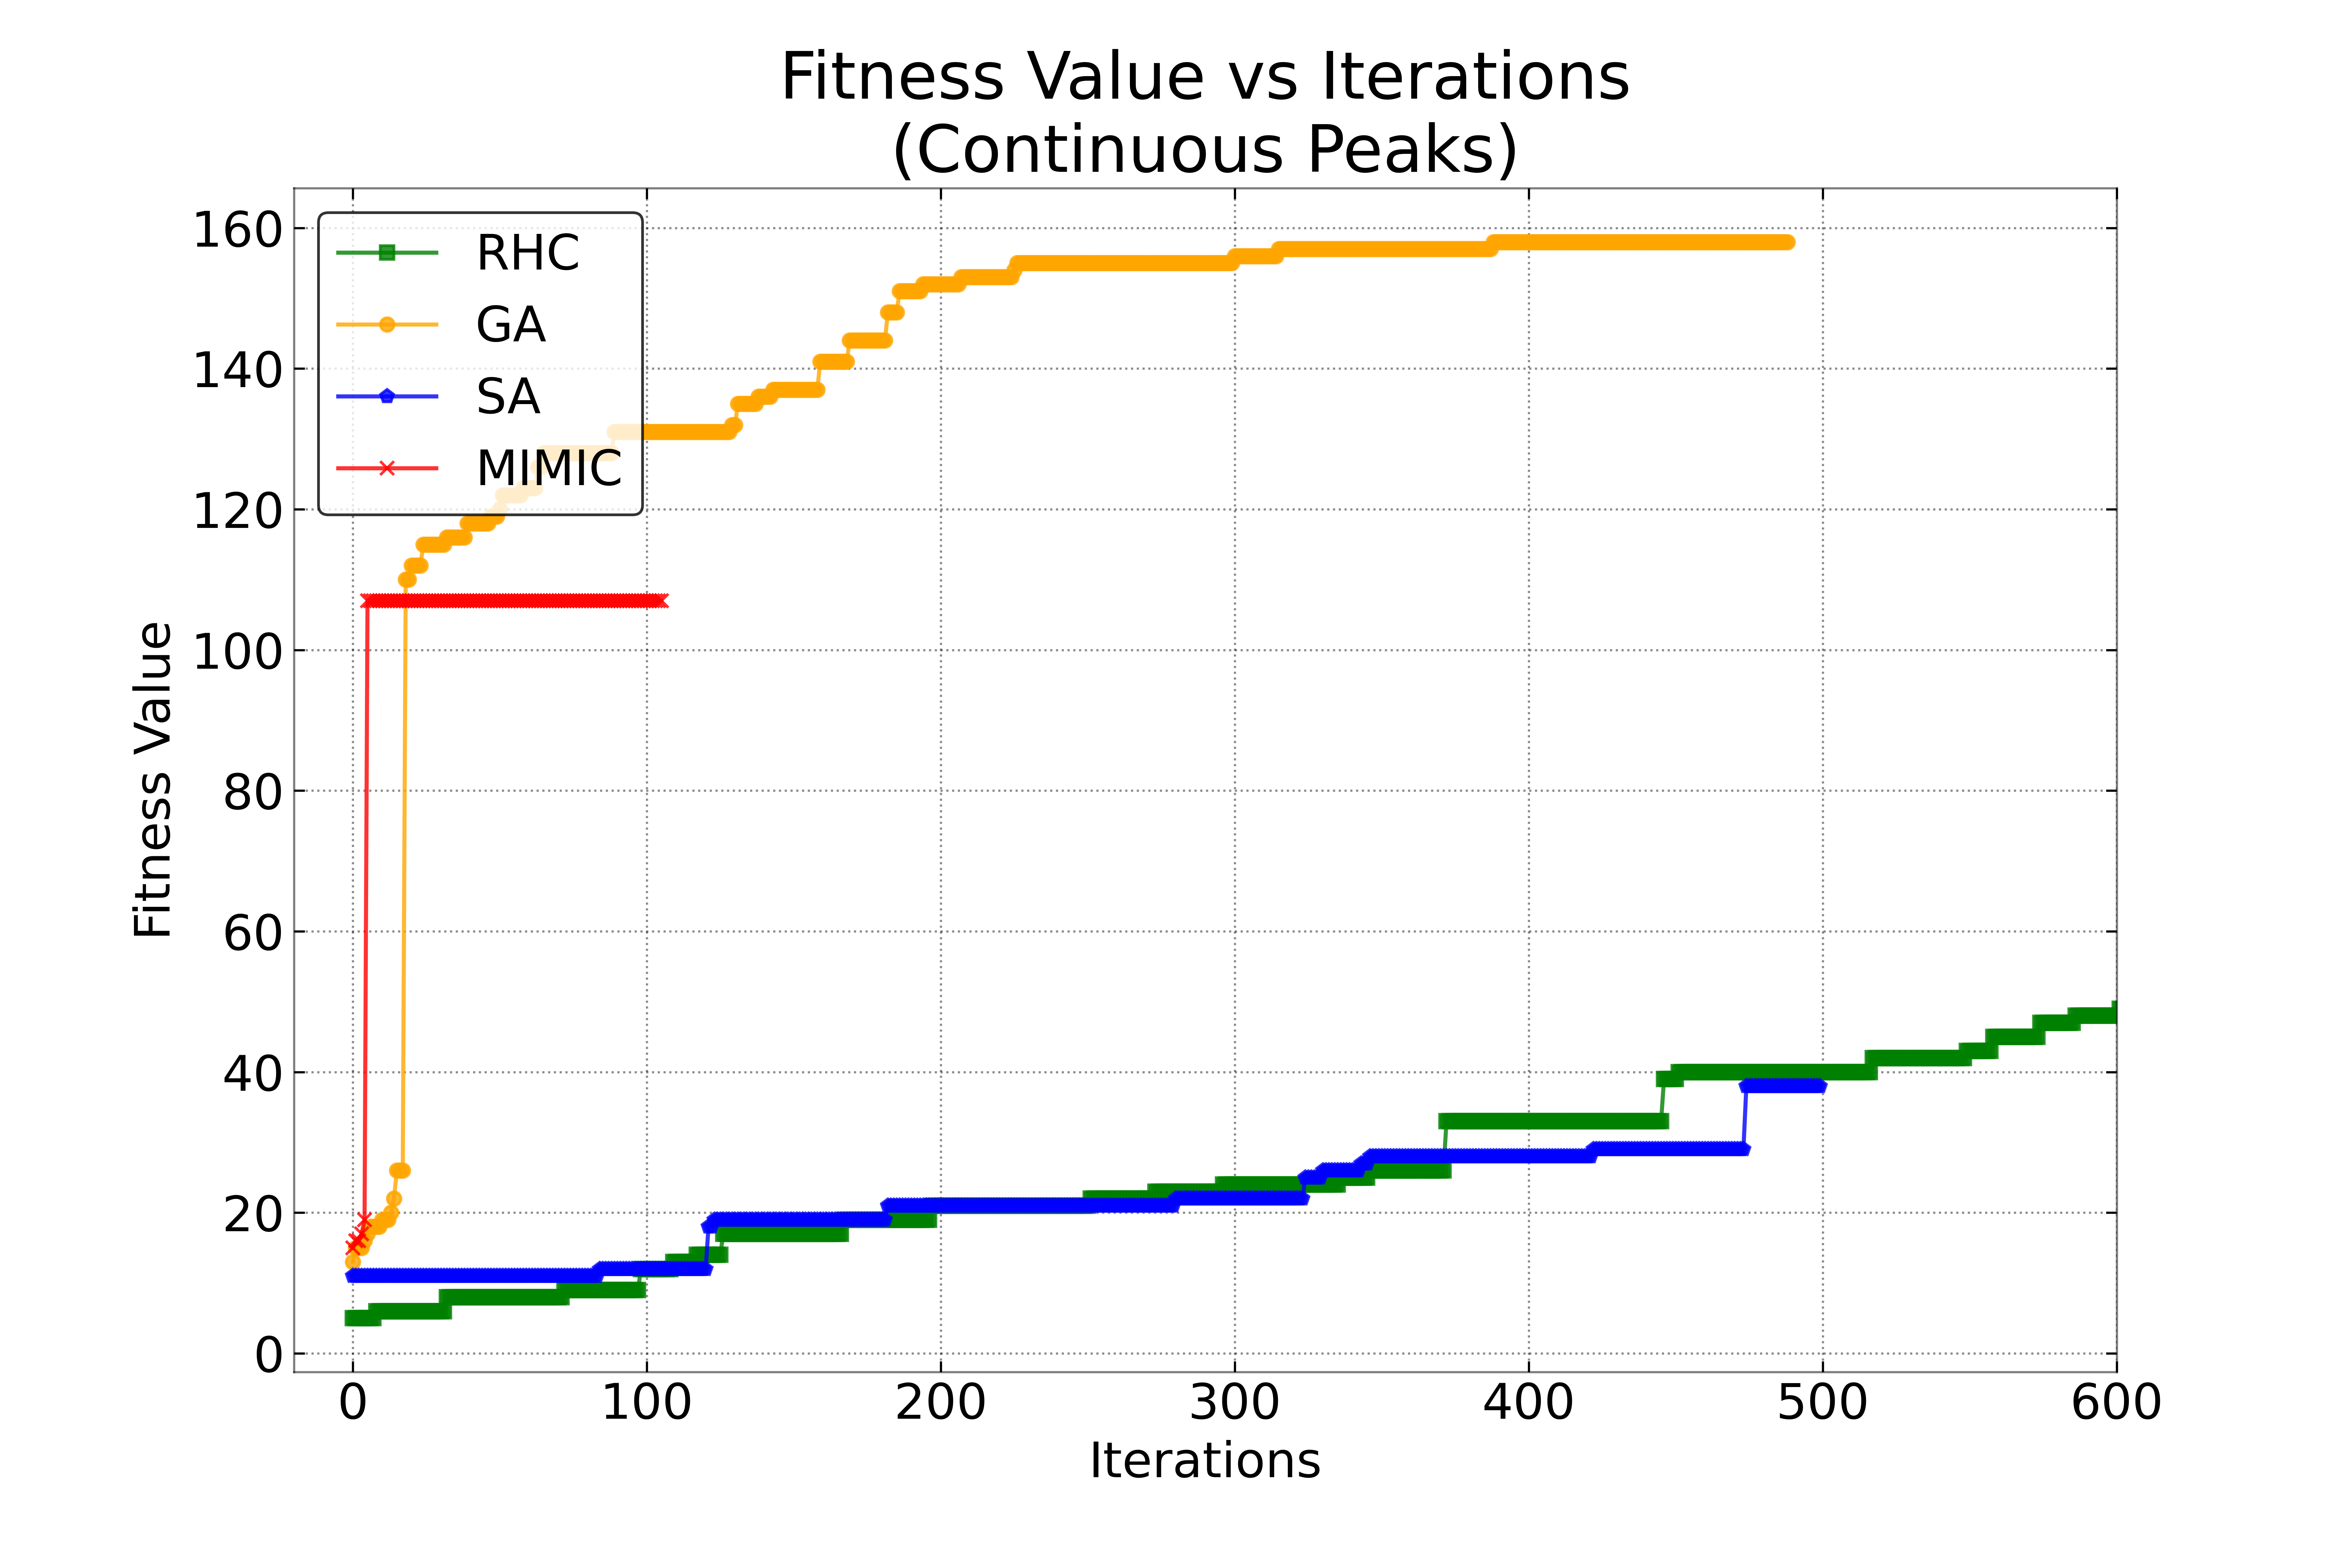 Fitness Value vs Iterations
(Continuous Peaks)
RHC
GA
SA
MIMIC
Fitness Value
160
140
120
100
80
60
40
20
0
0 100 200 300 400 500 600
Iterations